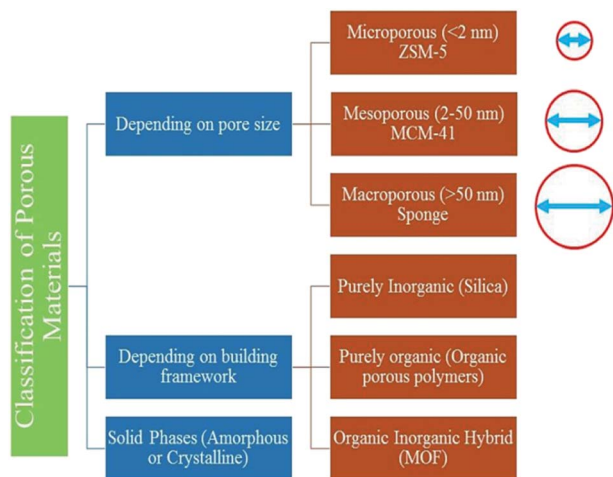 Classification of Porous
Materials
Depending on pore size
Microporous (<2 nm)
ZSM-5
Mesoporous (2-50 nm)
MCM-41
Macroporous (>50 nm)
Sponge
Depending on building
framework
Purely Inorganic (Silica)
Purely organic (Organic
porous polymers)
Organic Inorganic Hybrid
(MOF)
Solid Phases (Amorphous
or Crystalline)